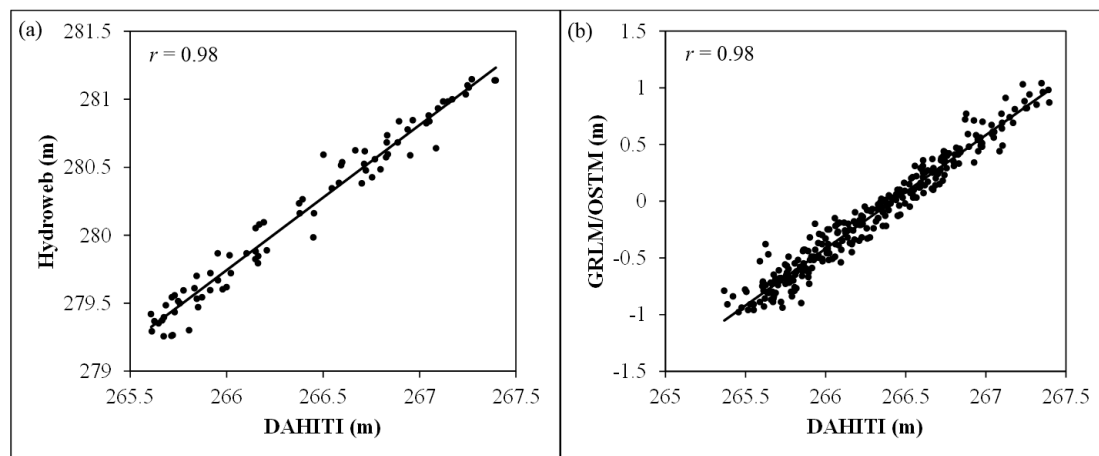 (a)
r = 0.98
281.5
281
280.5
280
279.5
279
Hydroweb (m)
265.5 266 266.5 267 267.5
DAHITI (m)
(b)
r = 0.98
1.5
1
0.5
0
-0.5
-1
-1.5
GRLM/OSTM (m)
265 265.5 266 266.5 267 267.5
DAHITI (m)